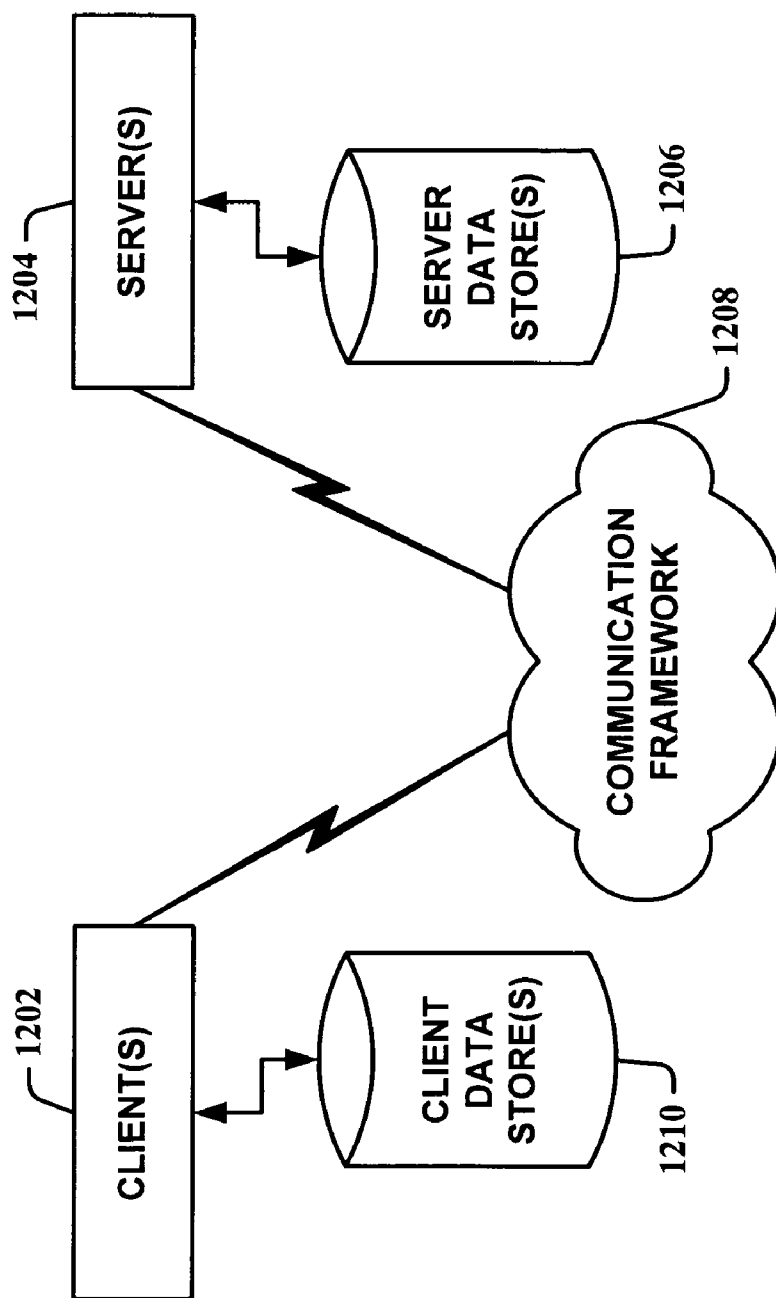 1202
CLIENT(S)
1204
SERVER(S)
CLIENT
DATA
STORE(S)
1210
SERVER
DATA
STORE(S)
1206
1208
COMMUNICATION
FRAMEWORK